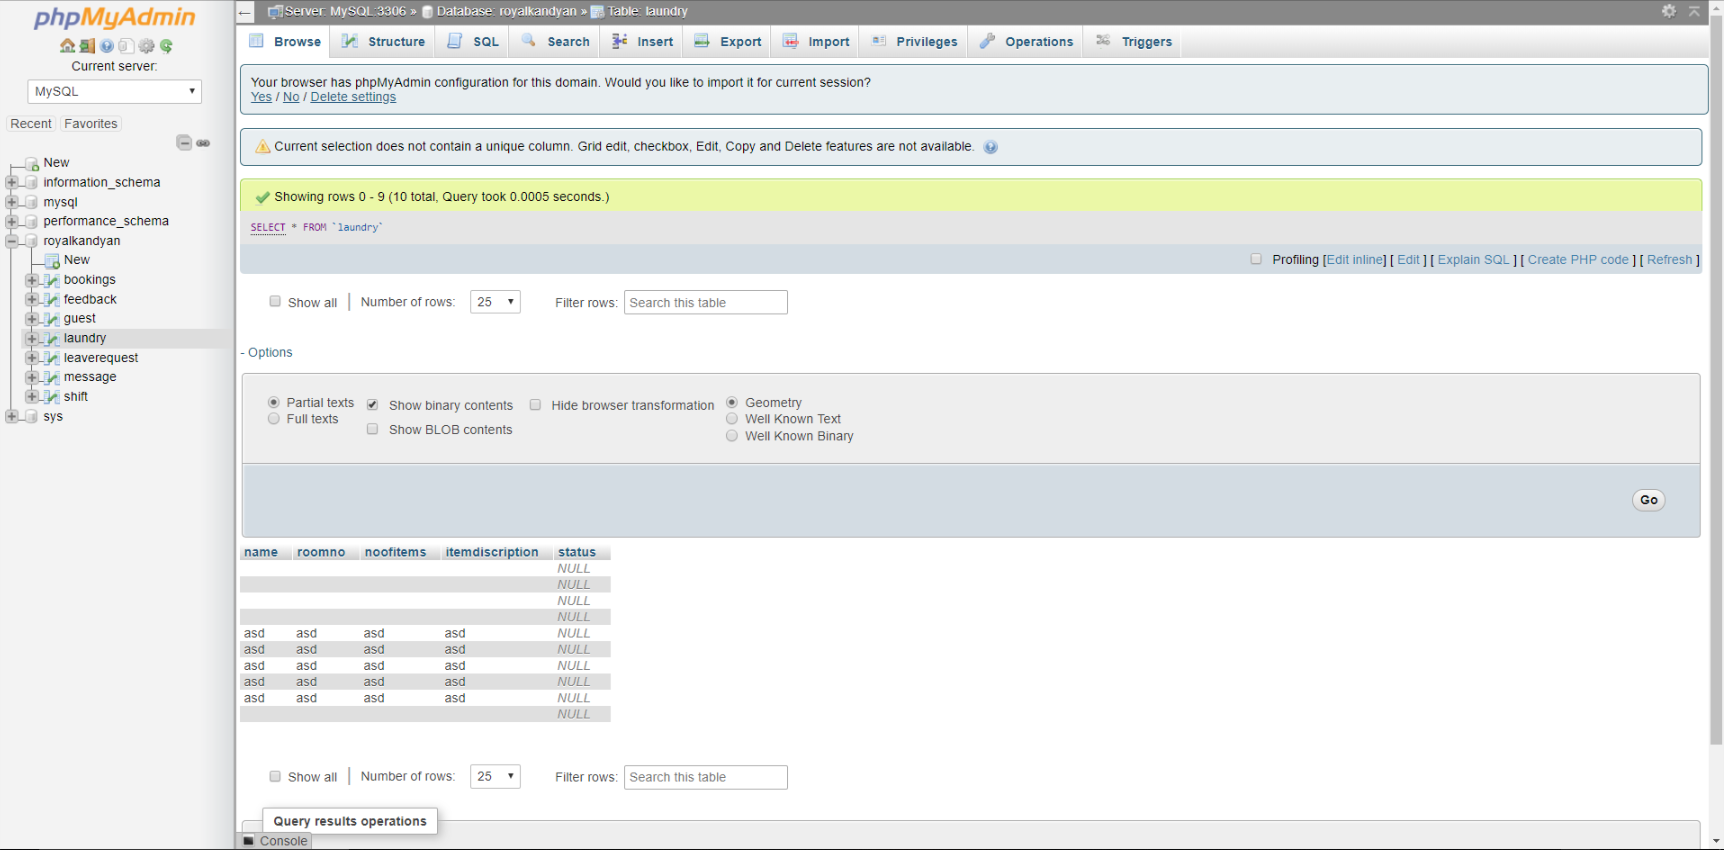 phpMyAdmin
Current server:
MySQL
Recent Favorites
New
information_schema
mysql
performance_schema
royalkandyan
New
bookings
feedback
guest
laundry
leaverequest
message
shift
sys
Server: MySQL:3306 » Database: royalkandyan » Table: laundry
Browse Structure SQL Search Insert Export Import Privileges Operations Triggers
Your browser has phpMyAdmin configuration for this domain. Would you like to import it for current session?
Yes / No / Delete settings
Current selection does not contain a unique column. Grid edit, checkbox, Edit, Copy and Delete features are not available.
Showing rows 0 - 9 (10 total, Query took 0.0005 seconds.)
SELECT * FROM `laundry`
Profiling [Edit inline] [ Edit ] [ Explain SQL ] [ Create PHP code ] [ Refresh ]
Show all | Number of rows: 25 Filter rows: Search this table
- Options
Partial texts Show binary contents Hide browser transformation Geometry
Full texts Show BLOB contents Well Known Text
Well Known Binary
Go
name roomno noofitems itemdiscription status
NULL
NULL
NULL
NULL
asd asd asd asd NULL
asd asd asd asd NULL
asd asd asd asd NULL
asd asd asd asd NULL
asd asd asd asd NULL
NULL
Show all | Number of rows: 25 Filter rows: Search this table
Query results operations
Console